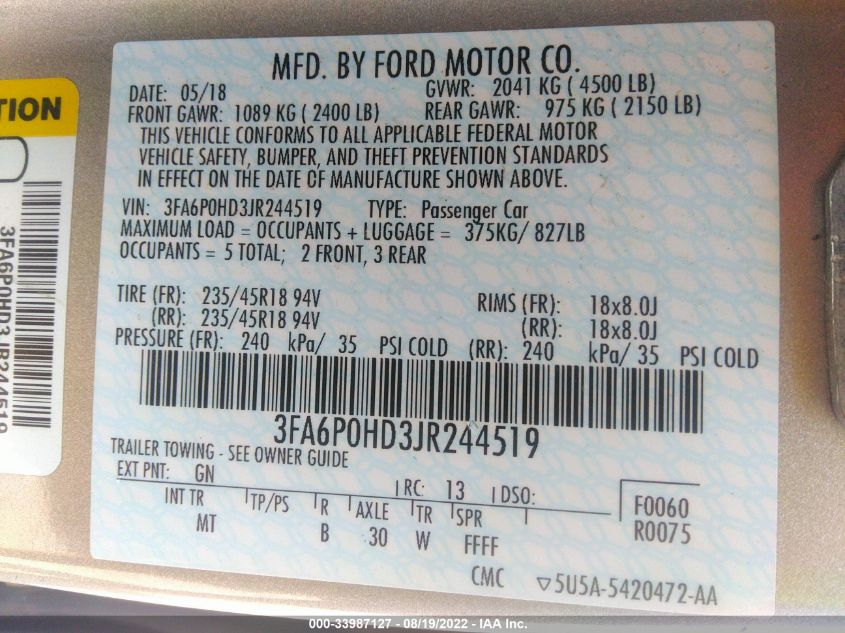 MFD. BY FORD MOTOR CO.
DATE: 05/18 GVWR: 2041 KG ( 4500 LB)
FRONT GAWR: 1089 KG ( 2400 LB) REAR GAWR: 975 KG ( 2150 LB)
THIS VEHICLE CONFORMS TO ALL APPLICABLE FEDERAL MOTOR
VEHICLE SAFETY, BUMPER, AND THEFT PREVENTION STANDARDS
IN EFFECT ON THE DATE OF MANUFACTURE SHOWN ABOVE.
VIN: 3FA6P0HD3JR244519 TYPE: Passenger Car
MAXIMUM LOAD = OCCUPANTS + LUGGAGE = 375KG/ 827LB
OCCUPANTS = 5 TOTAL; 2 FRONT, 3 REAR
TIRE (FR): 235/45R18 94V RIMS (FR): 18x8.0J
(RR): 235/45R18 94V (RR): 18x8.0J
PRESSURE (FR): 240 kPa/ 35 PSI COLD (RR): 240 kPa/ 35 PSI COLD
3FA6P0HD3JR244519
TRAILER TOWING - SEE OWNER GUIDE
EXT PNT: GN RC: 13 DSO:
INT TR TP/PS R AXLE TR SPR
MT B 30 W FFFF
F0060
R0075
CMC ▽5U5A-5420472-AA
TION
3FA6P0HD3JR244519
000-33987127 - 08/19/2022 - IAA Inc.